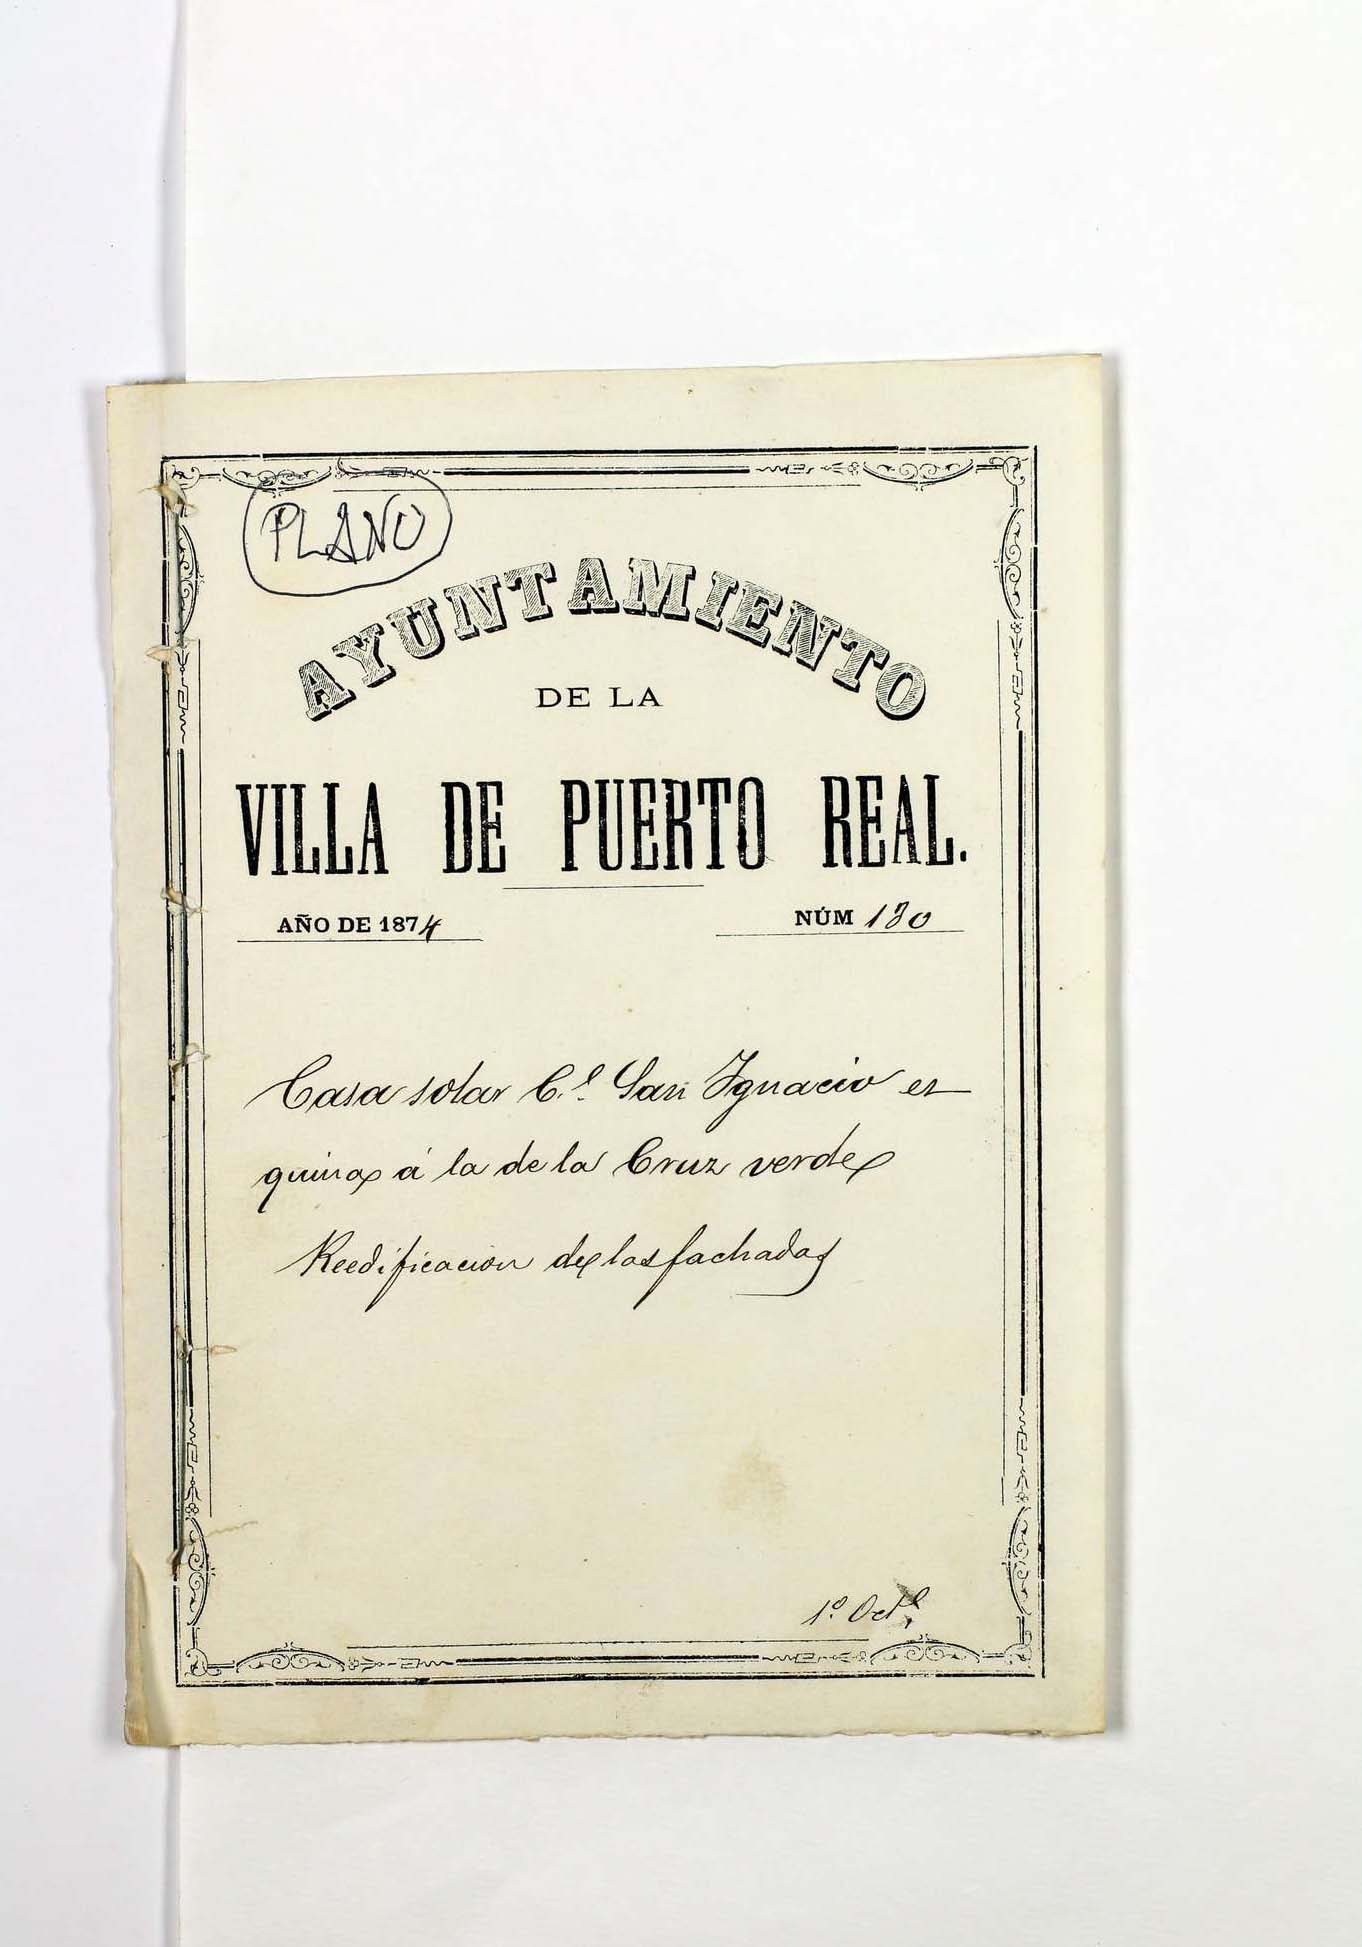 PLANO
AYUNTAMIENTO
DE LA
VILLA DE PUERTO REAL.
AÑO DE 1874 NÚM 130
Casa solar C.l San Ignacio es
quina á la de la Cruz verde
Reedificacion de las fachadas
1º. Oct.e